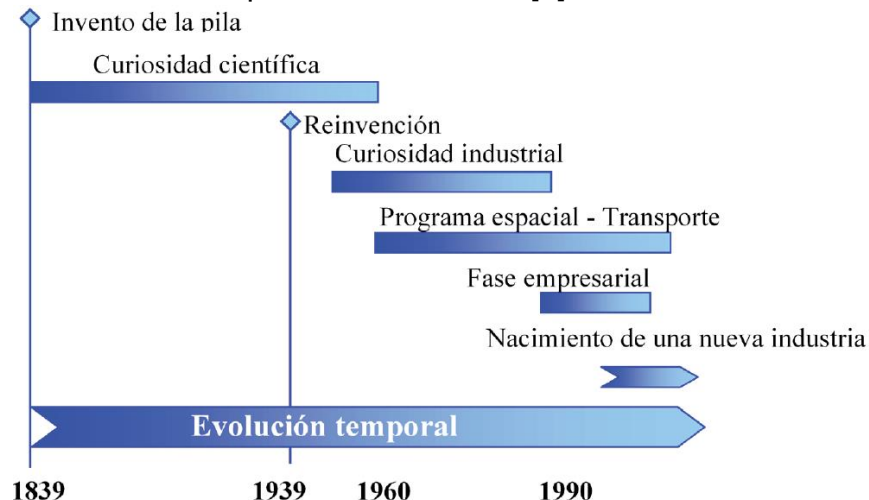 Invento de la pila
Curiosidad científica
Reinvención
Curiosidad industrial
Programa espacial - Transporte
Fase empresarial
Nacimiento de una nueva industria
Evolución temporal
1839 1939 1960 1990